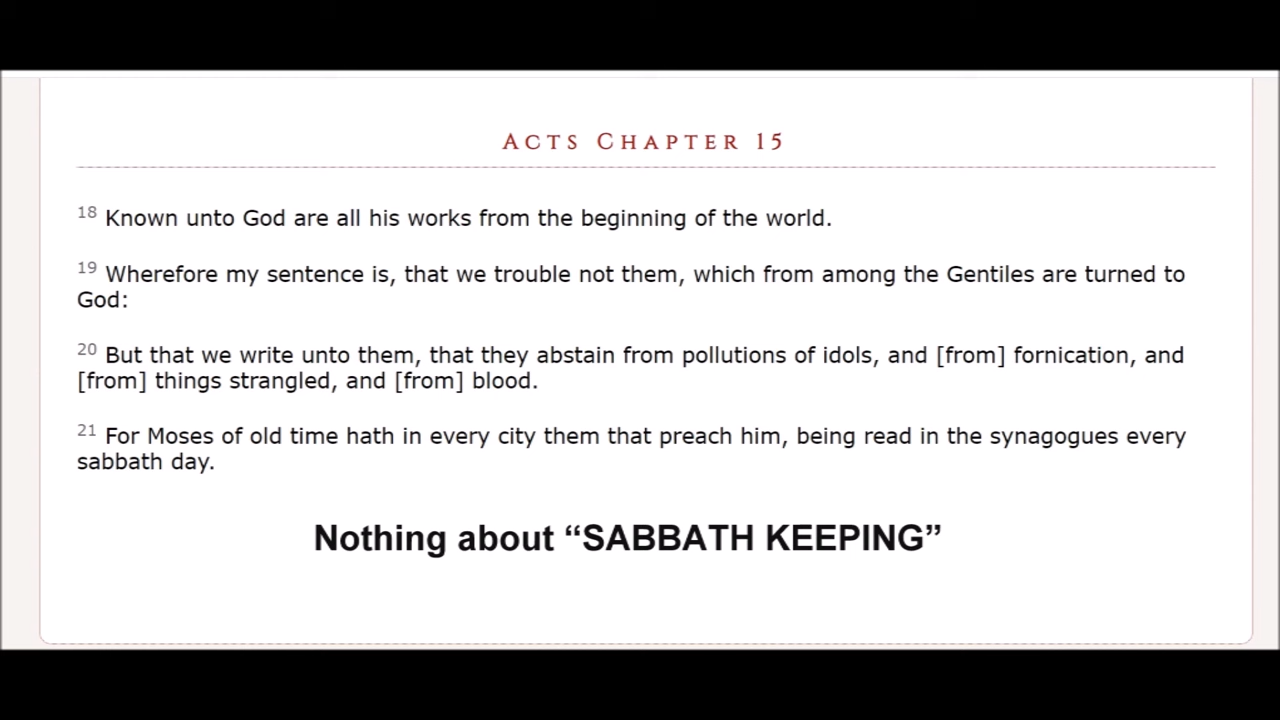 Acts Chapter 15
18 Known unto God are all his works from the beginning of the world.
19 Wherefore my sentence is, that we trouble not them, which from among the Gentiles are turned to
God:
20 But that we write unto them, that they abstain from pollutions of idols, and [from] fornication, and
[from] things strangled, and [from] blood.
21 For Moses of old time hath in every city them that preach him, being read in the synagogues every
sabbath day.
Nothing about “SABBATH KEEPING”